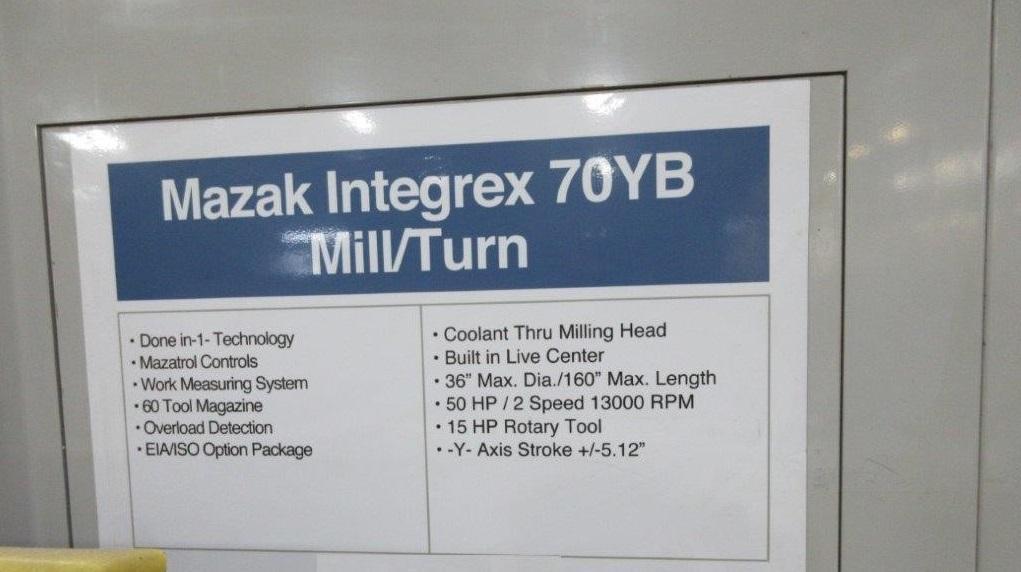 Mazak Integrex 70YB
Mill/Turn
• Done in-1- Technology
• Mazatrol Controls
• Work Measuring System
• 60 Tool Magazine
• Overload Detection
• EIA/ISO Option Package
• Coolant Thru Milling Head
• Built in Live Center
• 36” Max. Dia./160” Max. Length
• 50 HP / 2 Speed 13000 RPM
• 15 HP Rotary Tool
• -Y- Axis Stroke +/-5.12”